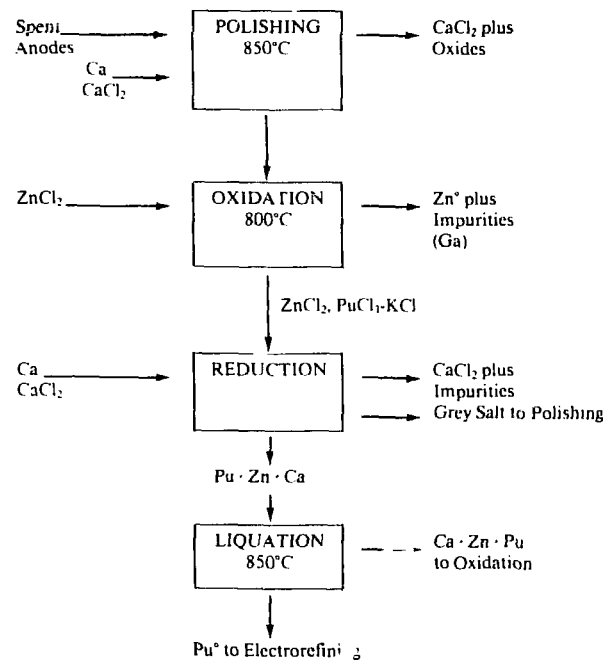 Spent
Anodes
Ca
CaCl₂
POLISHING
850°C
CaCl₂ plus
Oxides
ZnCl₂
OXIDATION
800°C
Zn° plus
Impurities
(Ga)
ZnCl₂, PuCl₃-KCl
Ca
CaCl₂
REDUCTION
CaCl₂ plus
Impurities
Grey Salt to Polishing
Pu · Zn · Ca
LIQUATION
850°C
Ca · Zn · Pu
to Oxidation
Pu° to Electrorefining